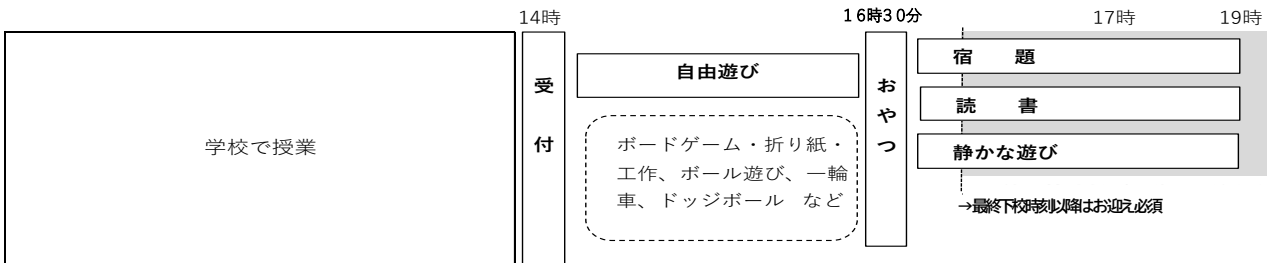 14時
16時30分
17時
19時
学校で授業
受付
自由遊び
ボードゲーム・折り紙・
工作、ボール遊び、一輪
車、ドッジボール など
おやつ
宿 題
読 書
静かな遊び
→最終下校時刻以降はお迎え必須